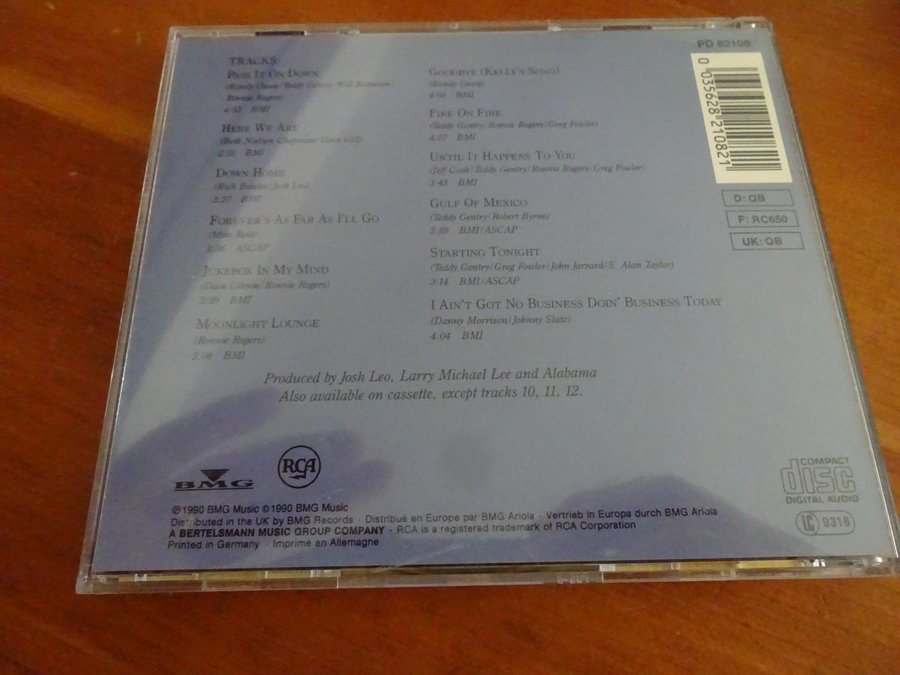 TRACKS:
PASS IT ON DOWN
(Randy Owen/Teddy Gentry/Will Robinson/
Ronnie Rogers)
4:52 BMI
HERE WE ARE
(Beth Nielsen Chapman/Vince Gill)
2:51 BMI
DOWN HOME
(Rick Bowles/Josh Leo)
3:27 BMI
FOREVER'S AS FAR AS I'LL GO
(Mike Reid)
3:36 ASCAP
JUKEBOX IN MY MIND
(Dave Gibson/Ronnie Rogers)
3:39 BMI
MOONLIGHT LOUNGE
(Ronnie Rogers)
3:08 BMI
GOODBYE (KELLY'S SONG)
(Randy Owen)
4:00 BMI
FIRE ON FIRE
(Teddy Gentry/Ronnie Rogers/Greg Fowler)
4:27 BMI
UNTIL IT HAPPENS TO YOU
(Jeff Cook/Teddy Gentry/Ronnie Rogers/Greg Fowler)
3:43 BMI
GULF OF MEXICO
(Teddy Gentry/Robert Byrne)
3:59 BMI/ASCAP
STARTING TONIGHT
(Teddy Gentry/Greg Fowler/John Jarrard/S. Alan Taylor)
3:14 BMI/ASCAP
I AIN'T GOT NO BUSINESS DOIN' BUSINESS TODAY
(Danny Morrison/Johnny Slate)
4:04 BMI
Produced by Josh Leo, Larry Michael Lee and Alabama
Also available on cassette, except tracks 10, 11, 12.
PD 82108
0 035628 210821
D: QB
F: RC650
UK: QB
BMG
RCA
℗ 1990 BMG Music © 1990 BMG Music
Distributed in the UK by BMG Records · Distribué en Europe par BMG Ariola · Vertrieb in Europa durch BMG Ariola
A BERTELSMANN MUSIC GROUP COMPANY · RCA is a registered trademark of RCA Corporation
Printed in Germany · Imprimé en Allemagne
COMPACT
disc
DIGITAL AUDIO
LC 0316